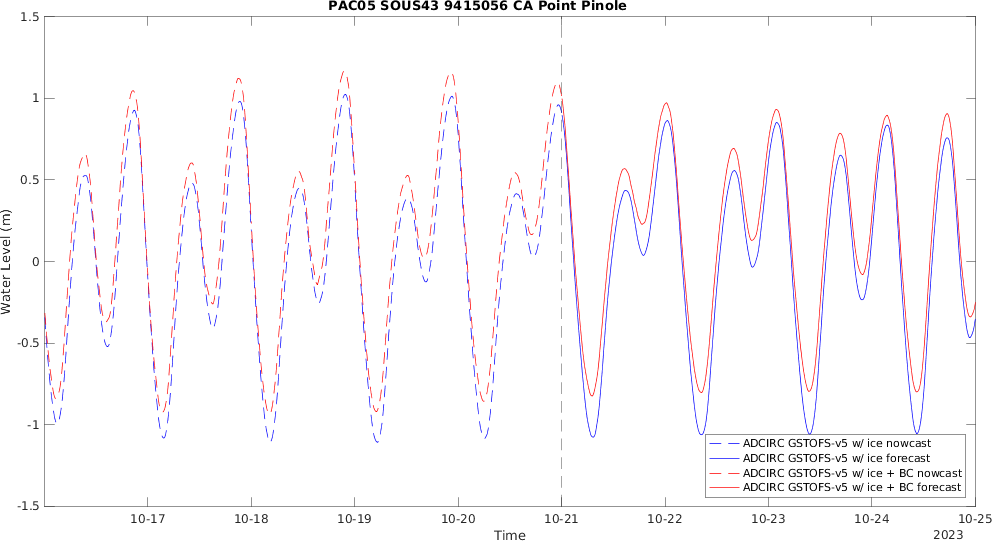 PAC05 SOUS43 9415056 CA Point Pinole
1.5
1
0.5
0
-0.5
-1
-1.5
Water Level (m)
ADCIRC GSTOFS-v5 w/ ice nowcast
ADCIRC GSTOFS-v5 w/ ice forecast
ADCIRC GSTOFS-v5 w/ ice + BC nowcast
ADCIRC GSTOFS-v5 w/ ice + BC forecast
10-17 10-18 10-19 10-20 10-21 10-22 10-23 10-24 10-25
Time
2023